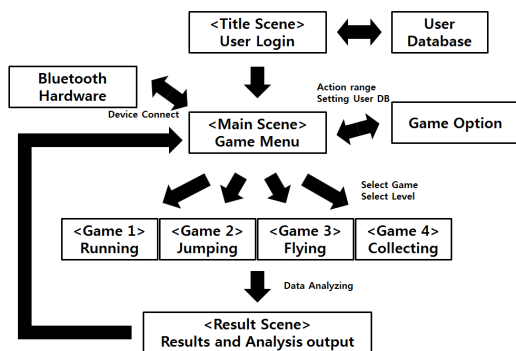 <Title Scene>
User Login
User
Database
Bluetooth
Hardware
Device Connect
Action range
Setting User DB
<Main Scene>
Game Menu
Game Option
Select Game
Select Level
<Game 1>
Running
<Game 2>
Jumping
<Game 3>
Flying
<Game 4>
Collecting
Data Analyzing
<Result Scene>
Results and Analysis output